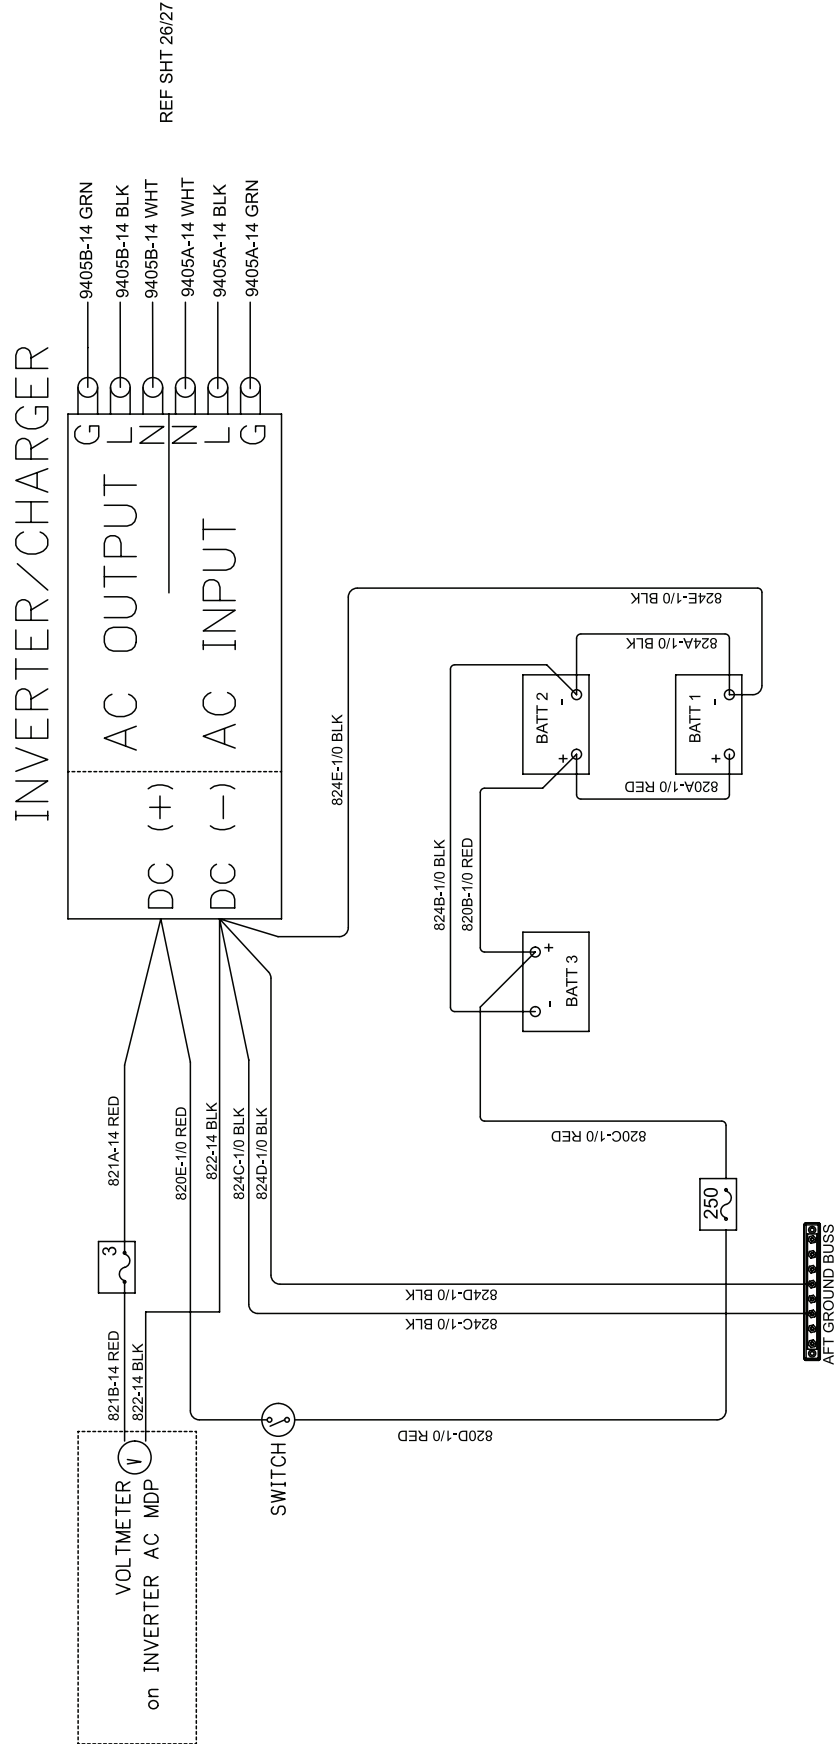 INVERTER/CHARGER
REF SHT 26/27
9405B-14 GRN
9405B-14 BLK
9405B-14 WHT
9405A-14 WHT
9405A-14 BLK
9405A-14 GRN
G
L
N
N
L
G
AC OUTPUT
AC INPUT
DC (+)
DC (-)
824E-1/0 BLK
824E-1/0 BLK
824A-1/0 BLK
BATT 2
-
+
BATT 1
-
+
820A-1/0 RED
824B-1/0 BLK
820B-1/0 RED
BATT 3
+
-
820C-1/0 RED
821A-14 RED
820E-1/0 RED
822-14 BLK
824C-1/0 BLK
824D-1/0 BLK
3
250
821B-14 RED
822-14 BLK
824D-1/0 BLK
824C-1/0 BLK
AFT GROUND BUSS
SWITCH
820D-1/0 RED
V
VOLTMETER
on INVERTER AC MDP